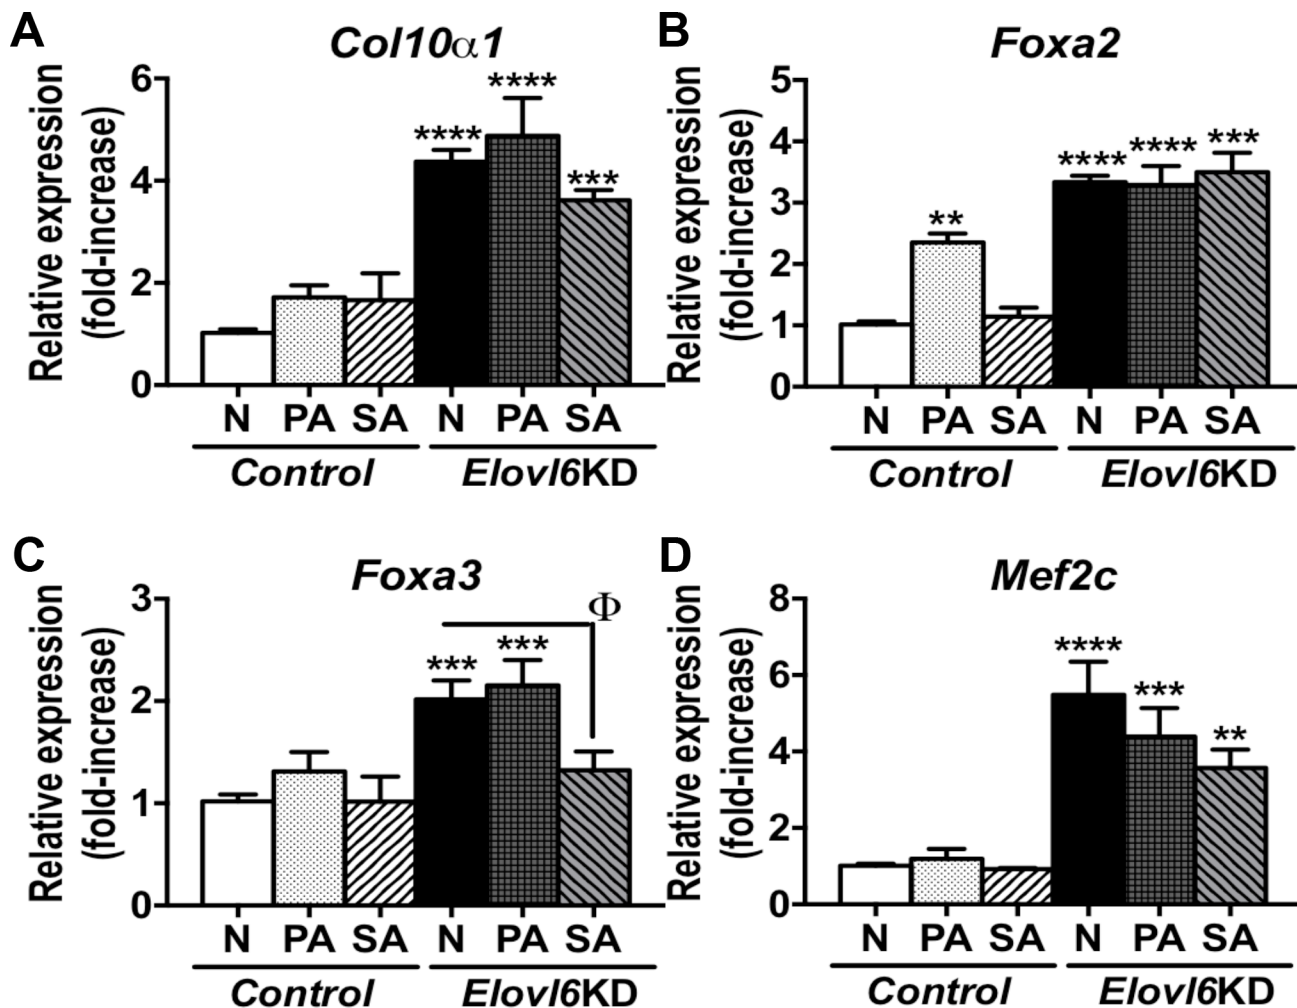 A
Col10α1
Relative expression
(fold-increase)
6
4
2
0
****
****
***
N PA SA N PA SA
Control Elovl6KD
B
Foxa2
Relative expression
(fold-increase)
5
4
3
2
1
0
**
****
****
***
N PA SA N PA SA
Control Elovl6KD
C
Foxa3
Relative expression
(fold-increase)
3
2
1
0
***
***
Φ
N PA SA N PA SA
Control Elovl6KD
D
Mef2c
Relative expression
(fold-increase)
8
6
4
2
0
****
***
**
N PA SA N PA SA
Control Elovl6KD